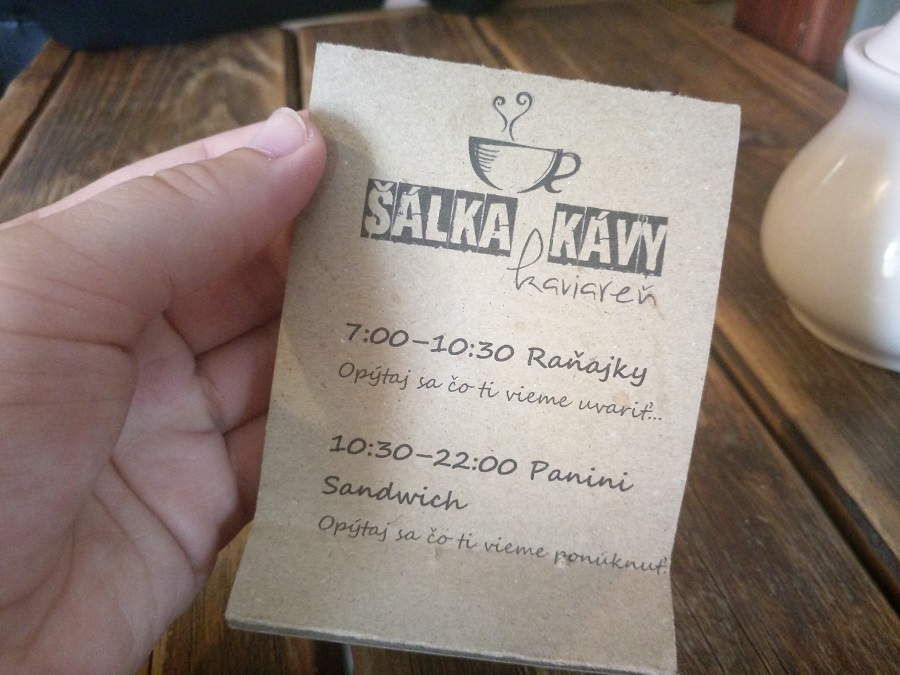 ŠÁLKA KÁVY
kaviareň
7:00–10:30 Raňajky
Opýtaj sa čo ti vieme uvariť...
10:30–22:00 Panini
Sandwich
Opýtaj sa čo ti vieme ponúknuť.